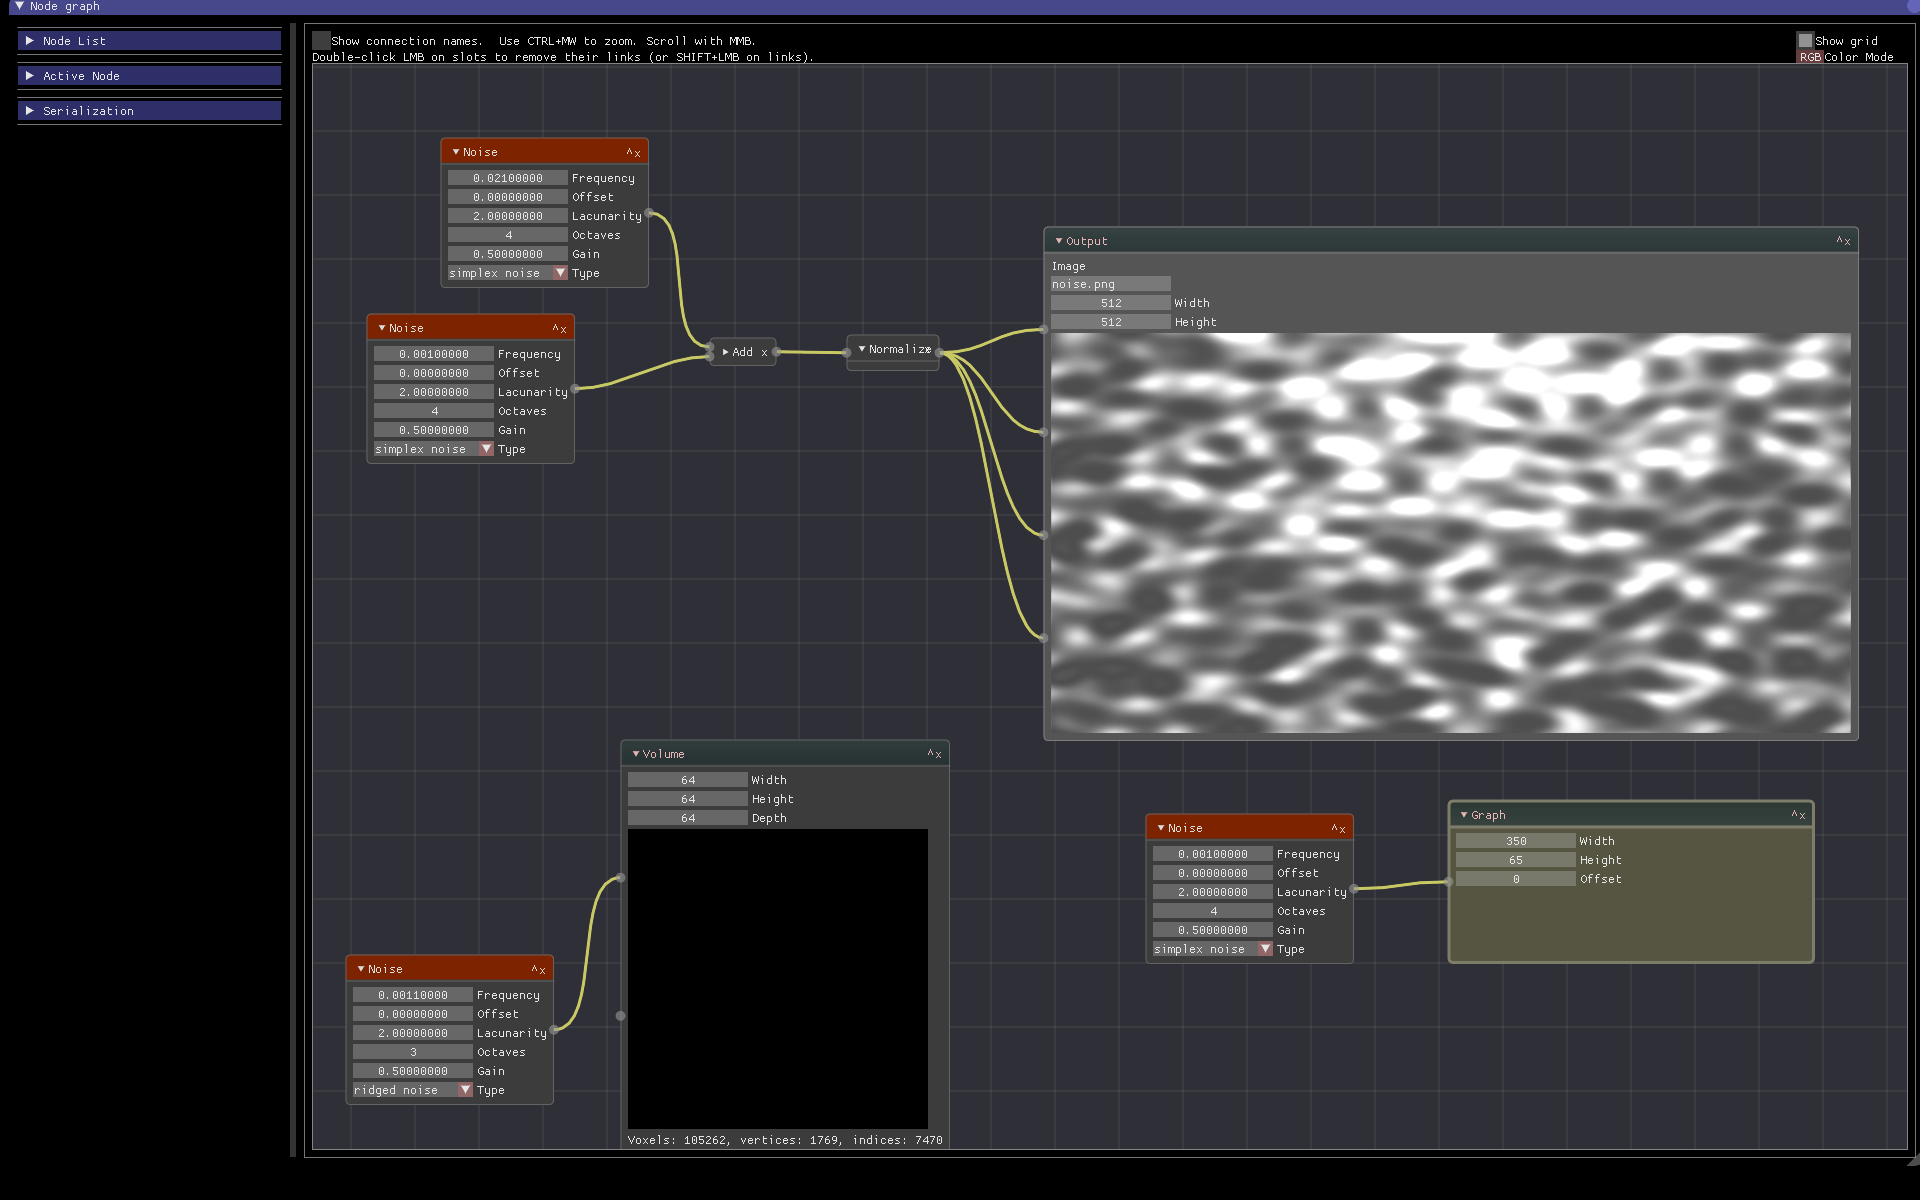 Node graph
Node List
Active Node
Serialization
Show connection names.  Use CTRL+MW to zoom. Scroll with MMB.
Double-click LMB on slots to remove their links (or SHIFT+LMB on links).
Show grid
RGB Color Mode
Noise ^x
0.02100000 Frequency
0.00000000 Offset
2.00000000 Lacunarity
4 Octaves
0.50000000 Gain
simplex noise Type
Noise ^x
0.00100000 Frequency
0.00000000 Offset
2.00000000 Lacunarity
4 Octaves
0.50000000 Gain
simplex noise Type
Add x
Normalize
Output ^x
Image
noise.png
512 Width
512 Height
Volume ^x
64 Width
64 Height
64 Depth
Voxels: 105262, vertices: 1769, indices: 7470
Noise ^x
0.00110000 Frequency
0.00000000 Offset
2.00000000 Lacunarity
3 Octaves
0.50000000 Gain
ridged noise Type
Noise ^x
0.00100000 Frequency
0.00000000 Offset
2.00000000 Lacunarity
4 Octaves
0.50000000 Gain
simplex noise Type
Graph ^x
350 Width
65 Height
0 Offset